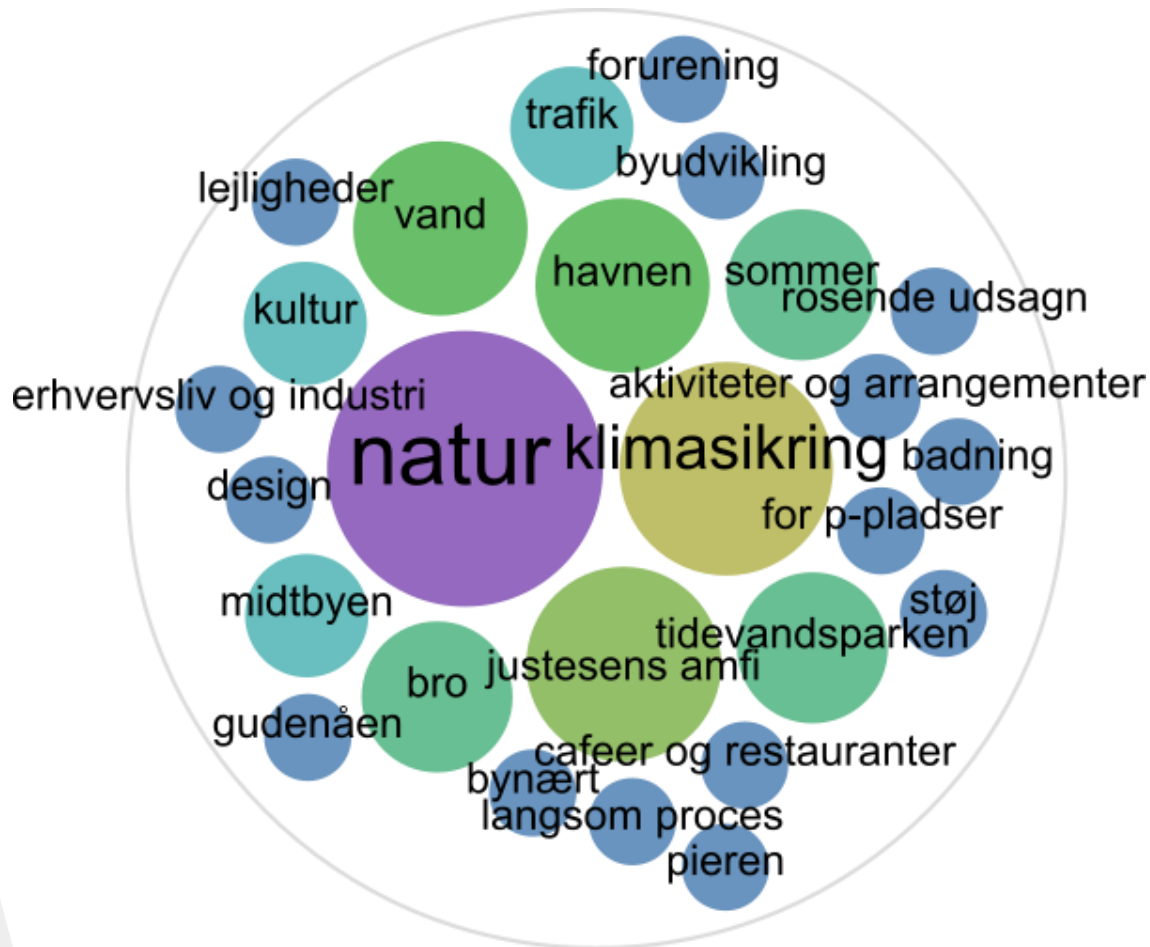 forurening
trafik
byudvikling
lejligheder
vand
havnen
sommer
rosende udsagn
kultur
aktiviteter og arrangementer
erhvervsliv og industri
natur
klimasikring
badning
design
for p-pladser
midtbyen
støj
tidevandsparken
justesens amfi
bro
gudenåen
cafeer og restauranter
bynært
langsom proces
pieren